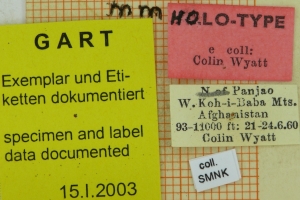 mm
GART
Exemplar und Eti-
ketten dokumentiert
specimen and label
data documented
15.I.2003
HOLO-TYPE
e coll:
Colin Wyatt
N. of Panjao
W. Koh-i-Baba Mts.
Afghanistan
93-11000 ft: 21-24.6.60
Colin Wyatt
coll.
SMNK